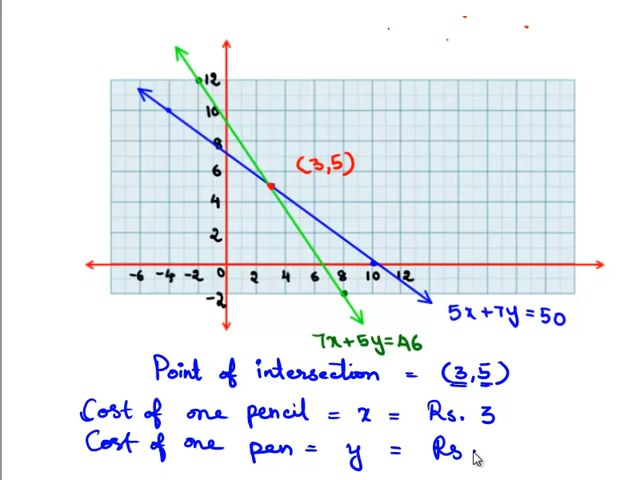 12
10
8
6
4
2
(3,5)
-6 -4 -2 0 2 4 6 8 10 12
-2
5x+7y=50
7x+5y=46
Point of intersection = (3,5)
Cost of one pencil = x = Rs. 3
Cost of one pen = y = Rs